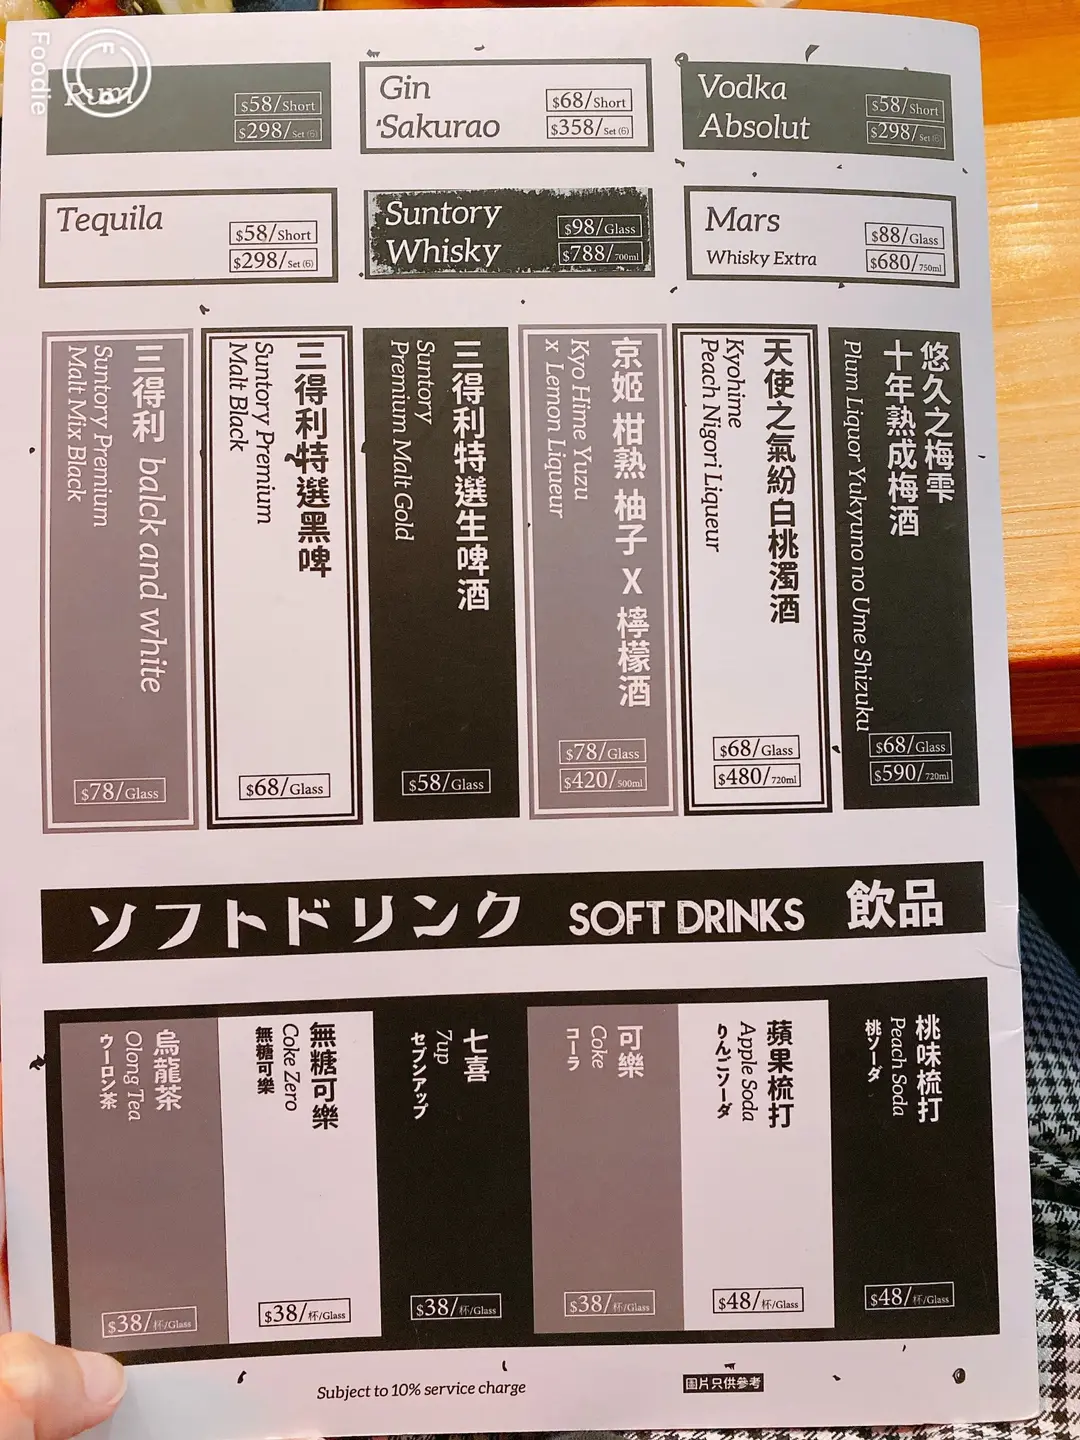 Foodie
Rum
$58/Short
$298/Set (6)
Gin
'Sakurao
$68/Short
$358/Set (6)
Vodka
Absolut
$58/Short
$298/Set (6)
Tequila
$58/Short
$298/Set (6)
Suntory
Whisky
$98/Glass
$788/700ml
Mars
Whisky Extra
$88/Glass
$680/750ml
三得利 balck and white
Suntory Premium
Malt Mix Black
$78/Glass
三得利特選黑啤
Suntory Premium
Malt Black
$68/Glass
三得利特選生啤酒
Suntory
Premium Malt Gold
$58/Glass
京姬 柑熟 柚子 X 檸檬酒
Kyo Hime Yuzu
x Lemon Liqueur
$78/Glass
$420/500ml
天使之氣紛白桃濁酒
Kyohime
Peach Nigori Liqueur
$68/Glass
$480/720ml
悠久之梅雫
十年熟成梅酒
Plum Liquor Yukyuno no Ume Shizuku
$68/Glass
$590/720ml
ソフトドリンク SOFT DRINKS 飲品
烏龍茶
Olong Tea
ウーロン茶
$38/杯/Glass
無糖可樂
Coke Zero
無糖可樂
$38/杯/Glass
七喜
7up
セブンアップ
$38/杯/Glass
可樂
Coke
コーラ
$38/杯/Glass
蘋果梳打
Apple Soda
りんごソーダ
$48/杯/Glass
桃味梳打
Peach Soda
桃ソーダ
$48/杯/Glass
Subject to 10% service charge
圖片只供參考